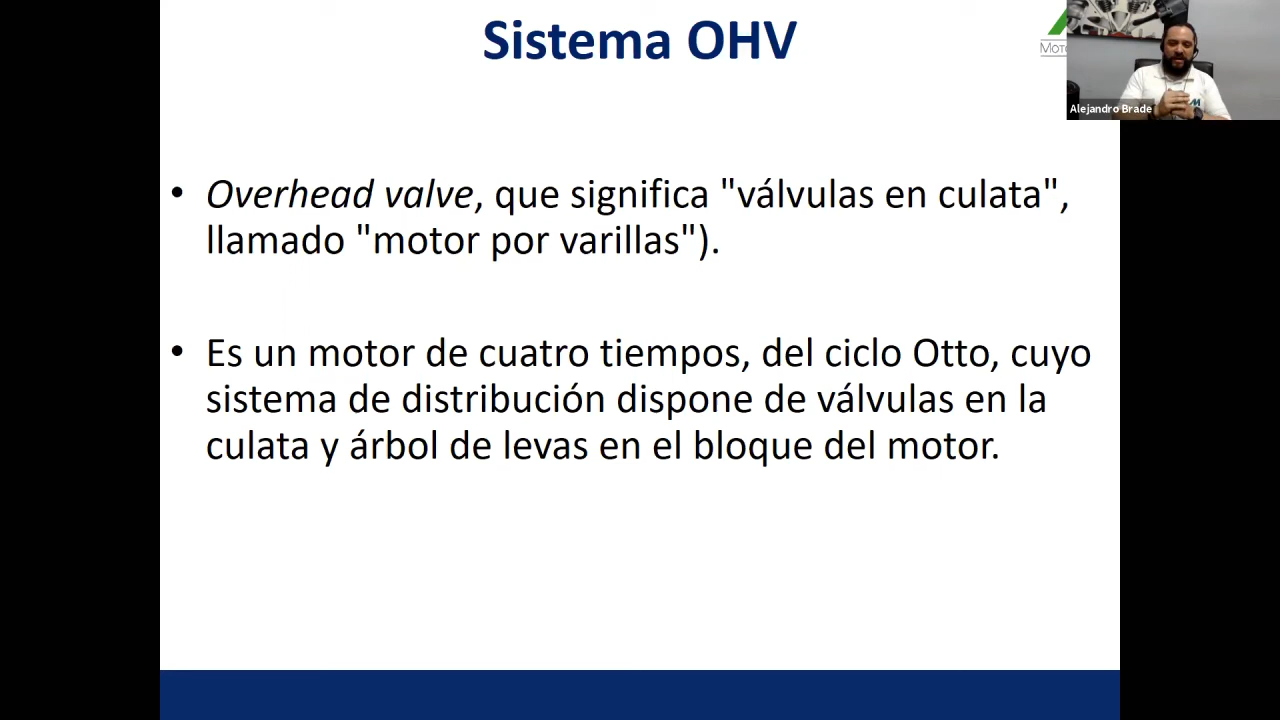 Sistema OHV
Alejandro Brade
• Overhead valve, que significa "válvulas en culata",
llamado "motor por varillas").
• Es un motor de cuatro tiempos, del ciclo Otto, cuyo
sistema de distribución dispone de válvulas en la
culata y árbol de levas en el bloque del motor.